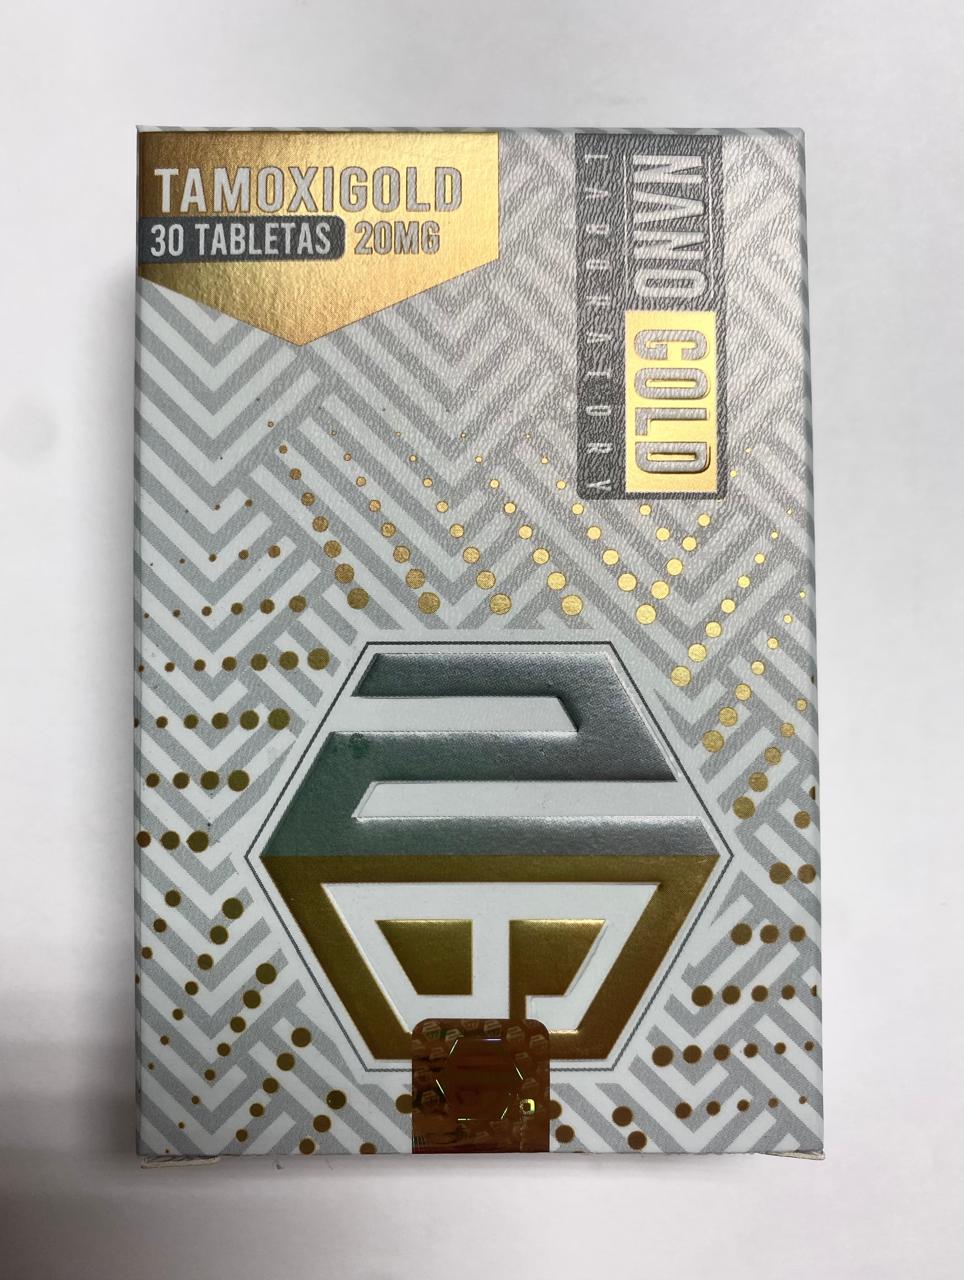 TAMOXIGOLD
30 TABLETAS 20MG
NANO GOLD
LABORATORY